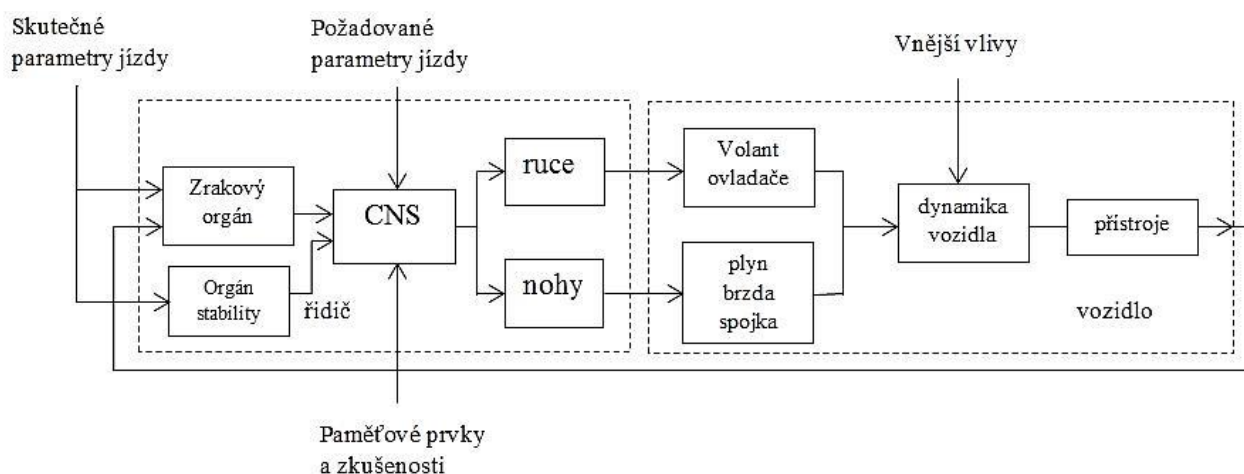 Skutečné
parametry jízdy
Požadované
parametry jízdy
Vnější vlivy
Zrakový
orgán
Orgán
stability
řidič
CNS
ruce
nohy
Volant
ovladače
plyn
brzda
spojka
dynamika
vozidla
přístroje
vozidlo
Paměťové prvky
a zkušenosti